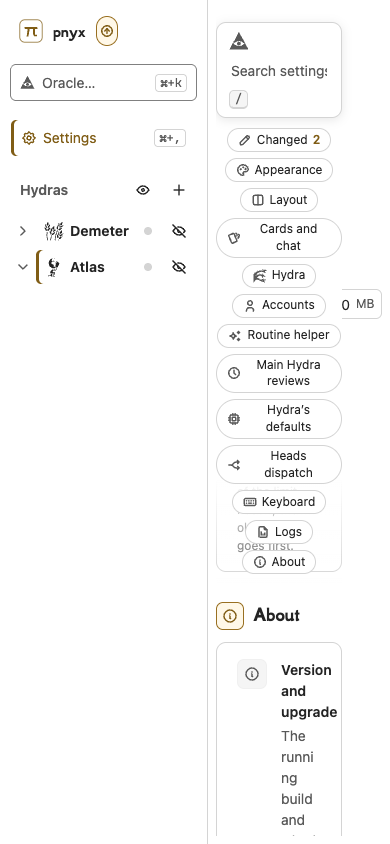 pnyx
Oracle...
⌘+k
Settings
⌘+,
Hydras
Demeter
Atlas
Search settings
/
Changed 2
Appearance
Layout
Cards and
chat
Hydra
Accounts
0 MB
Routine helper
Main Hydra
reviews
Hydra's
defaults
Heads
dispatch
Keyboard
Logs
goes first.
About
About
Version
and
upgrade
The
runni
ng
build
and